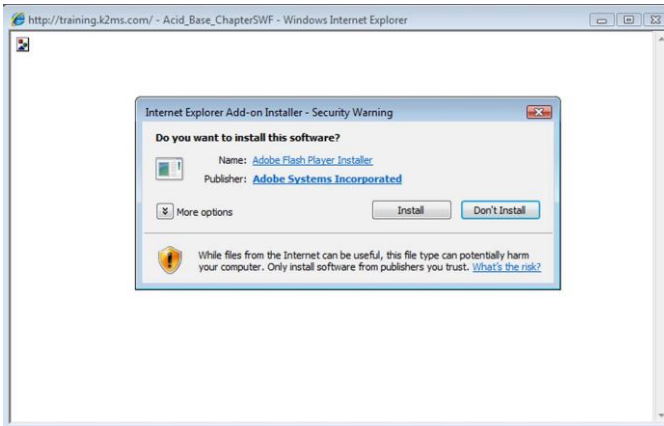 http://training.k2ms.com/ - Acid_Base_ChapterSWF - Windows Internet Explorer
Internet Explorer Add-on Installer - Security Warning
Do you want to install this software?
Name: Adobe Flash Player Installer
Publisher: Adobe Systems Incorporated
More options
Install
Don't Install
While files from the Internet can be useful, this file type can potentially harm
your computer. Only install software from publishers you trust. What's the risk?